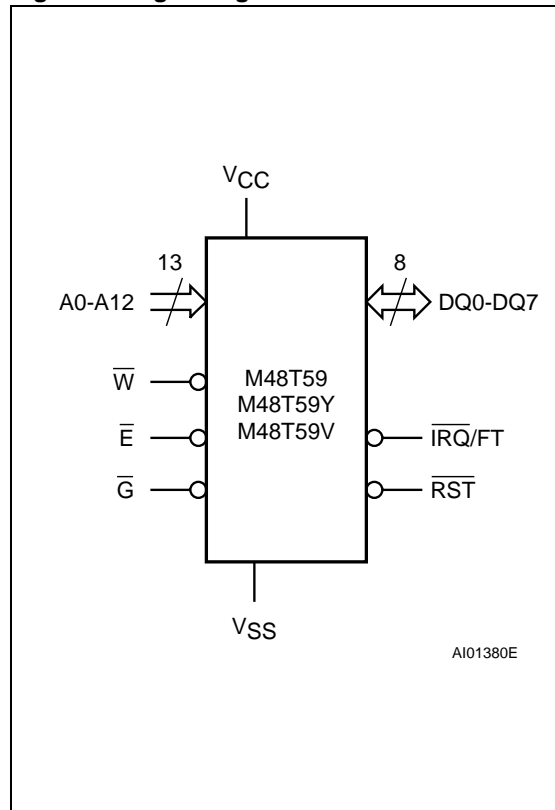 VCC
13
8
A0-A12
DQ0-DQ7
W
M48T59
M48T59Y
E
M48T59V
IRQ/FT
G
RST
VSS
AI01380E